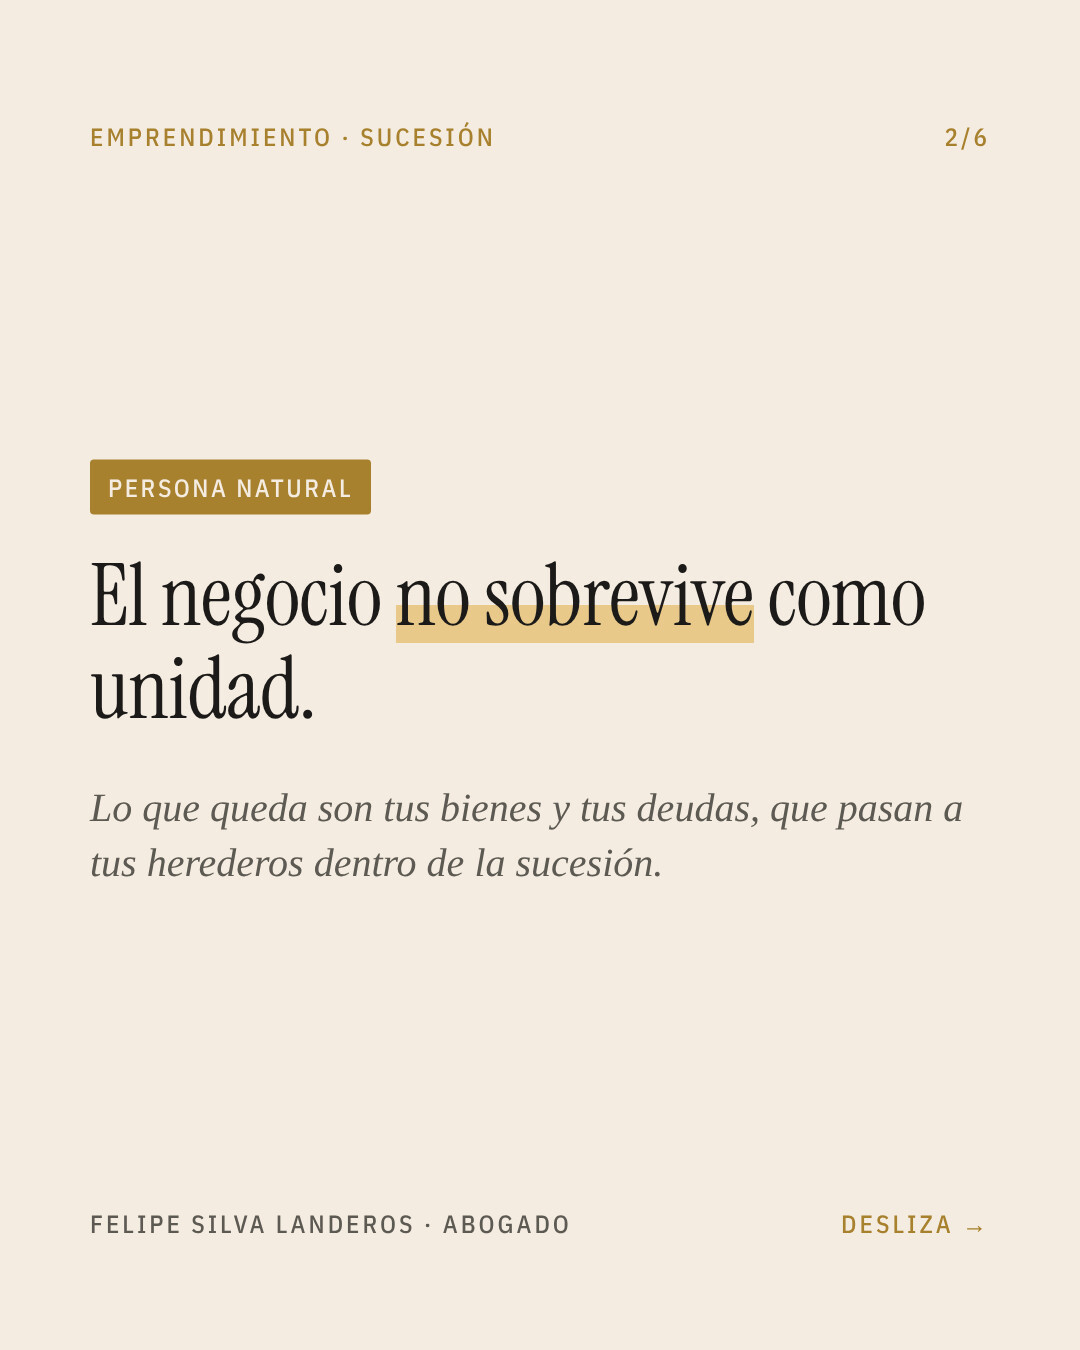 EMPRENDIMIENTO · SUCESIÓN
2/6
PERSONA NATURAL
El negocio no sobrevive como
unidad.
Lo que queda son tus bienes y tus deudas, que pasan a
tus herederos dentro de la sucesión.
FELIPE SILVA LANDEROS · ABOGADO
DESLIZA →